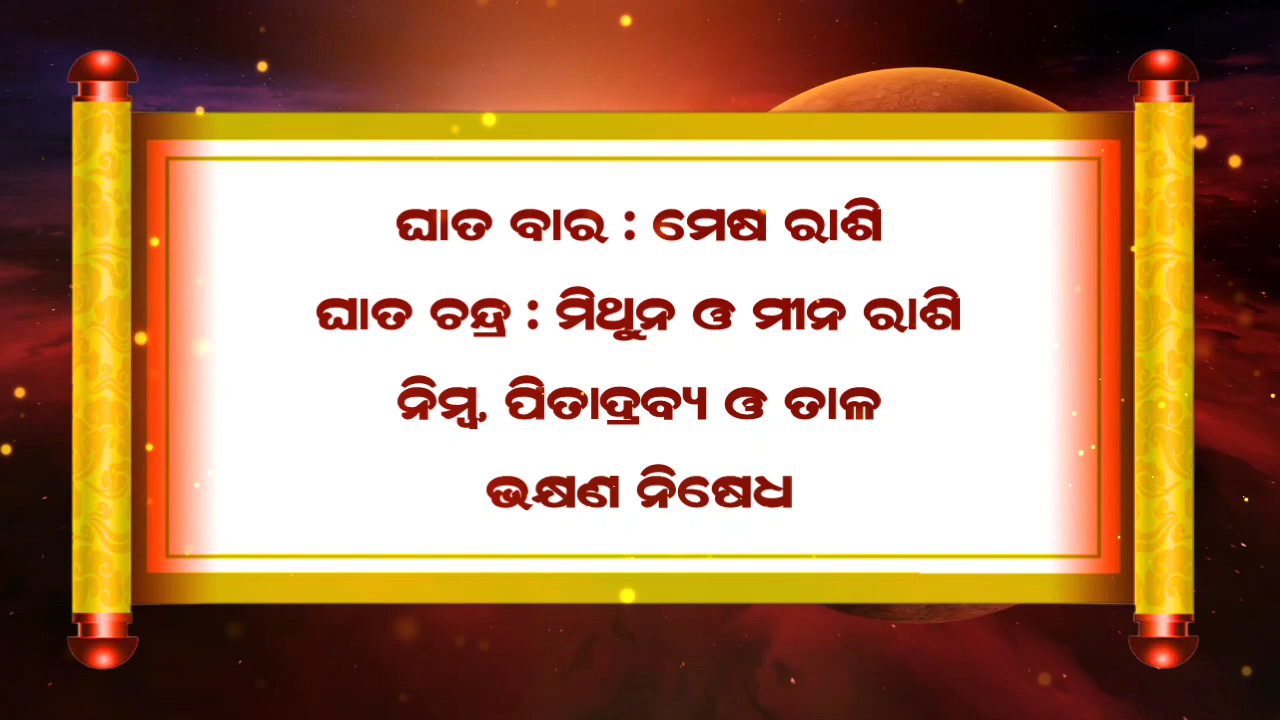 ଘାତ ବାର : ମେଷ ରାଶି
ଘାତ ଚନ୍ଦ୍ର : ମିଥୁନ ଓ ମୀନ ରାଶି
ନିମ୍ବ, ପିତାଦ୍ରବ୍ୟ ଓ ତାଳ
ଭକ୍ଷଣ ନିଷେଧ